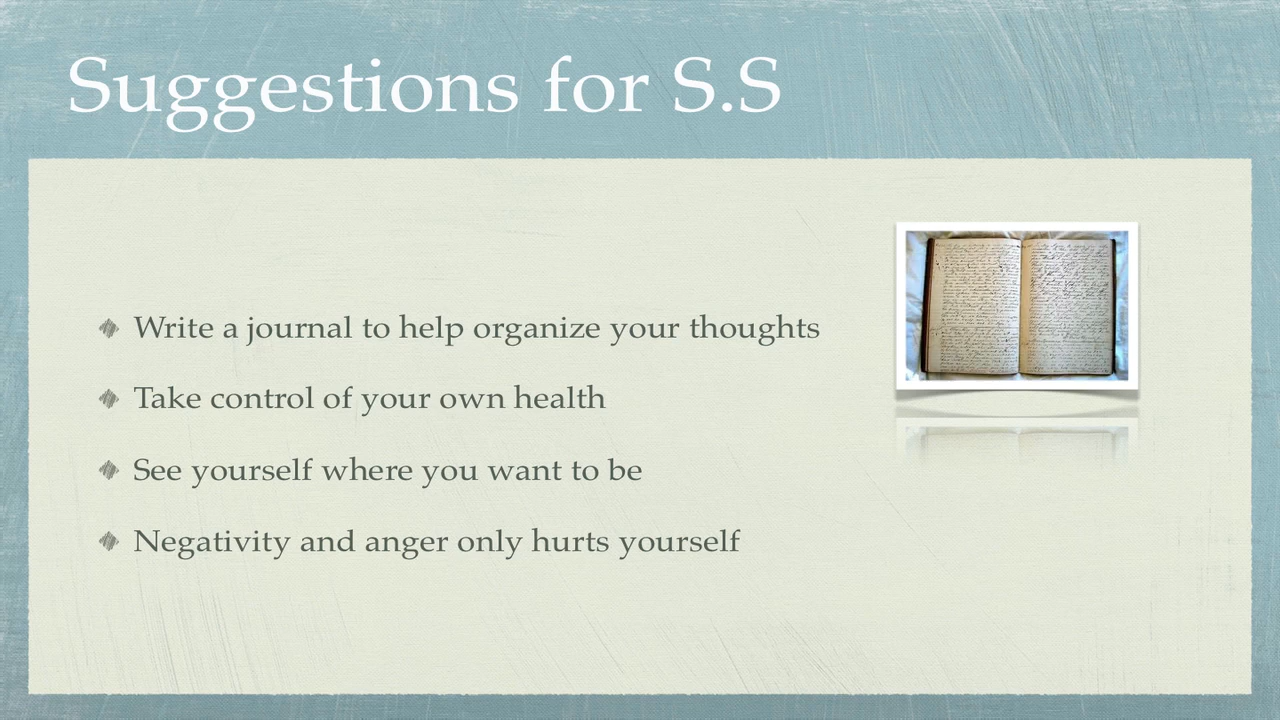 Suggestions for S.S
Write a journal to help organize your thoughts
Take control of your own health
See yourself where you want to be
Negativity and anger only hurts yourself